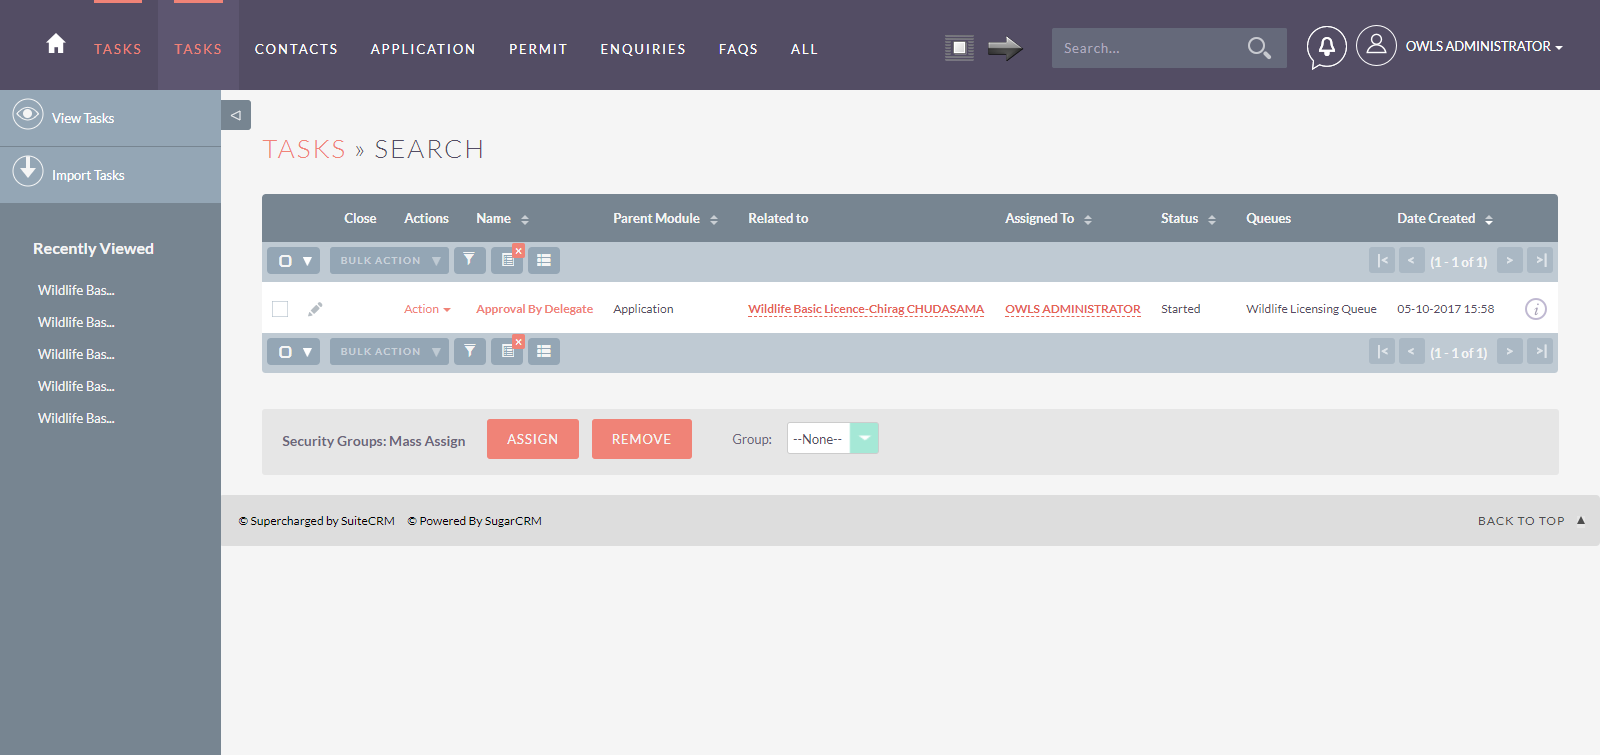 TASKS TASKS CONTACTS APPLICATION PERMIT ENQUIRIES FAQS ALL Search... OWLS ADMINISTRATOR
View Tasks
Import Tasks
Recently Viewed
Wildlife Bas...
Wildlife Bas...
Wildlife Bas...
Wildlife Bas...
Wildlife Bas...
TASKS » SEARCH
Close Actions Name Parent Module Related to Assigned To Status Queues Date Created
BULK ACTION (1 - 1 of 1)
Action Approval By Delegate Application Wildlife Basic Licence-Chirag CHUDASAMA OWLS ADMINISTRATOR Started Wildlife Licensing Queue 05-10-2017 15:58
BULK ACTION (1 - 1 of 1)
Security Groups: Mass Assign ASSIGN REMOVE Group: --None--
© Supercharged by SuiteCRM © Powered By SugarCRM BACK TO TOP